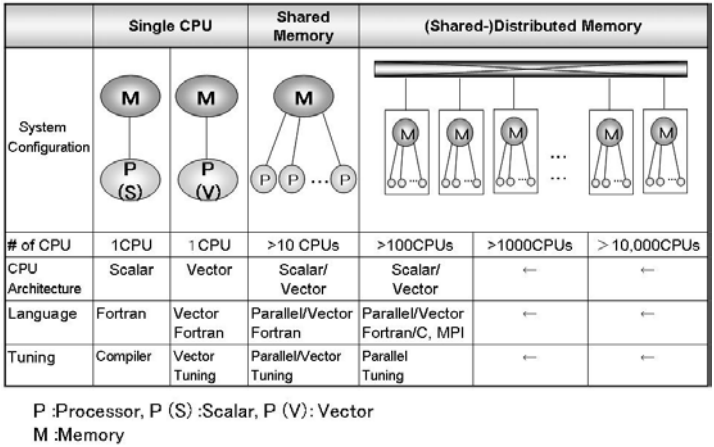 Single CPU
Shared
Memory
(Shared-)Distributed Memory
System
Configuration
M
P
(S)
M
P
(V)
M
P P ... P
M
...
M
...
M
...
...
...
M
...
M
...
# of CPU 1CPU 1CPU >10 CPUs >100CPUs >1000CPUs >10,000CPUs
CPU
Architecture
Scalar
Vector
Scalar/
Vector
Scalar/
Vector
←
←
Language
Fortran
Vector
Fortran
Parallel/Vector
Fortran
Parallel/Vector
Fortran/C, MPI
←
←
Tuning
Compiler
Vector
Tuning
Parallel/Vector
Tuning
Parallel
Tuning
←
←
P :Processor, P (S) :Scalar, P (V): Vector
M :Memory